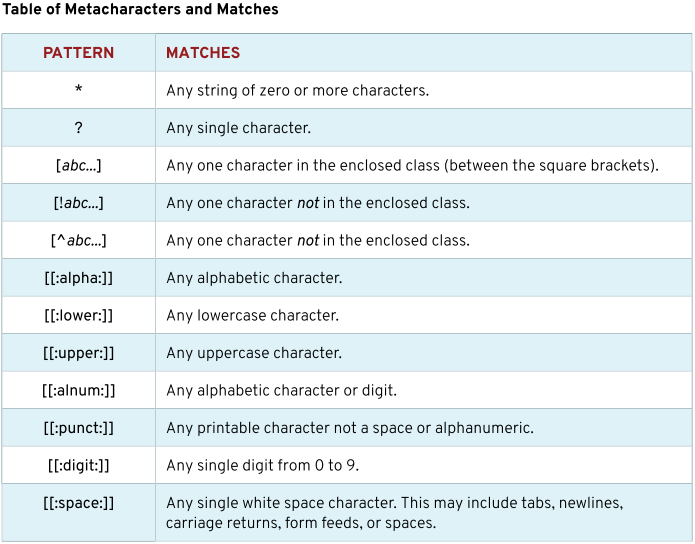 Table of Metacharacters and Matches
PATTERN MATCHES
* Any string of zero or more characters.
? Any single character.
[abc...] Any one character in the enclosed class (between the square brackets).
[!abc...] Any one character not in the enclosed class.
[^abc...] Any one character not in the enclosed class.
[[:alpha:]] Any alphabetic character.
[[:lower:]] Any lowercase character.
[[:upper:]] Any uppercase character.
[[:alnum:]] Any alphabetic character or digit.
[[:punct:]] Any printable character not a space or alphanumeric.
[[:digit:]] Any single digit from 0 to 9.
[[:space:]] Any single white space character. This may include tabs, newlines,
carriage returns, form feeds, or spaces.